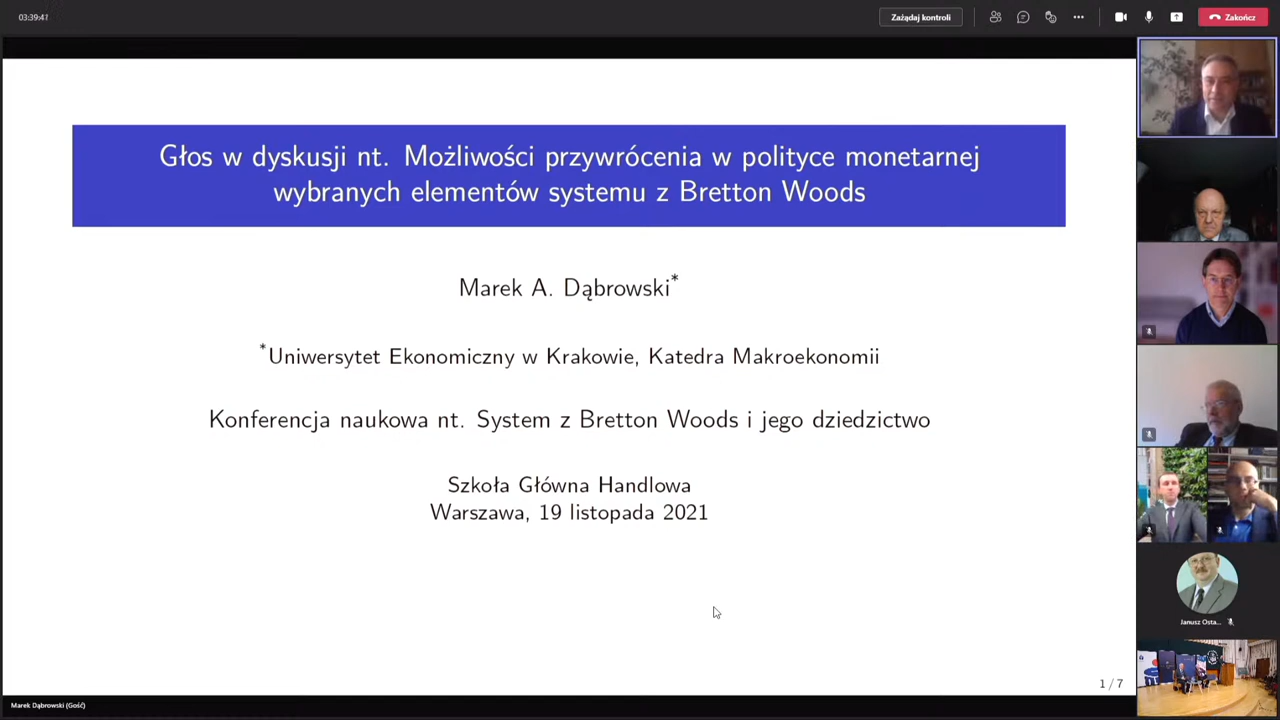 03:39:41
Zażądaj kontroli
Zakończ
Głos w dyskusji nt. Możliwości przywrócenia w polityce monetarnej
wybranych elementów systemu z Bretton Woods
Marek A. Dąbrowski*
*Uniwersytet Ekonomiczny w Krakowie, Katedra Makroekonomii
Konferencja naukowa nt. System z Bretton Woods i jego dziedzictwo
Szkoła Główna Handlowa
Warszawa, 19 listopada 2021
1 / 7
Janusz Osta...
Marek Dąbrowski (Gość)